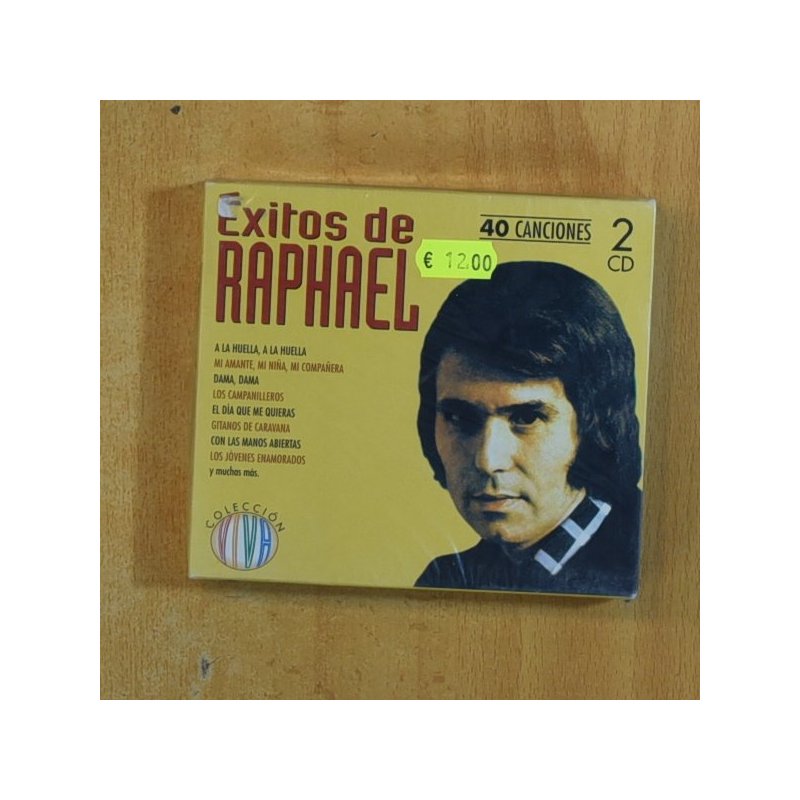 Exitos de
RAPHAEL
40 CANCIONES
2
CD
€ 12.00
A LA HUELLA, A LA HUELLA
MI AMANTE, MI NIÑA, MI COMPAÑERA
DAMA, DAMA
LOS CAMPANILLEROS
EL DÍA QUE ME QUIERAS
GITANOS DE CARAVANA
CON LAS MANOS ABIERTAS
LOS JÓVENES ENAMORADOS
y muchas más.
COLECCIÓN
VIVA